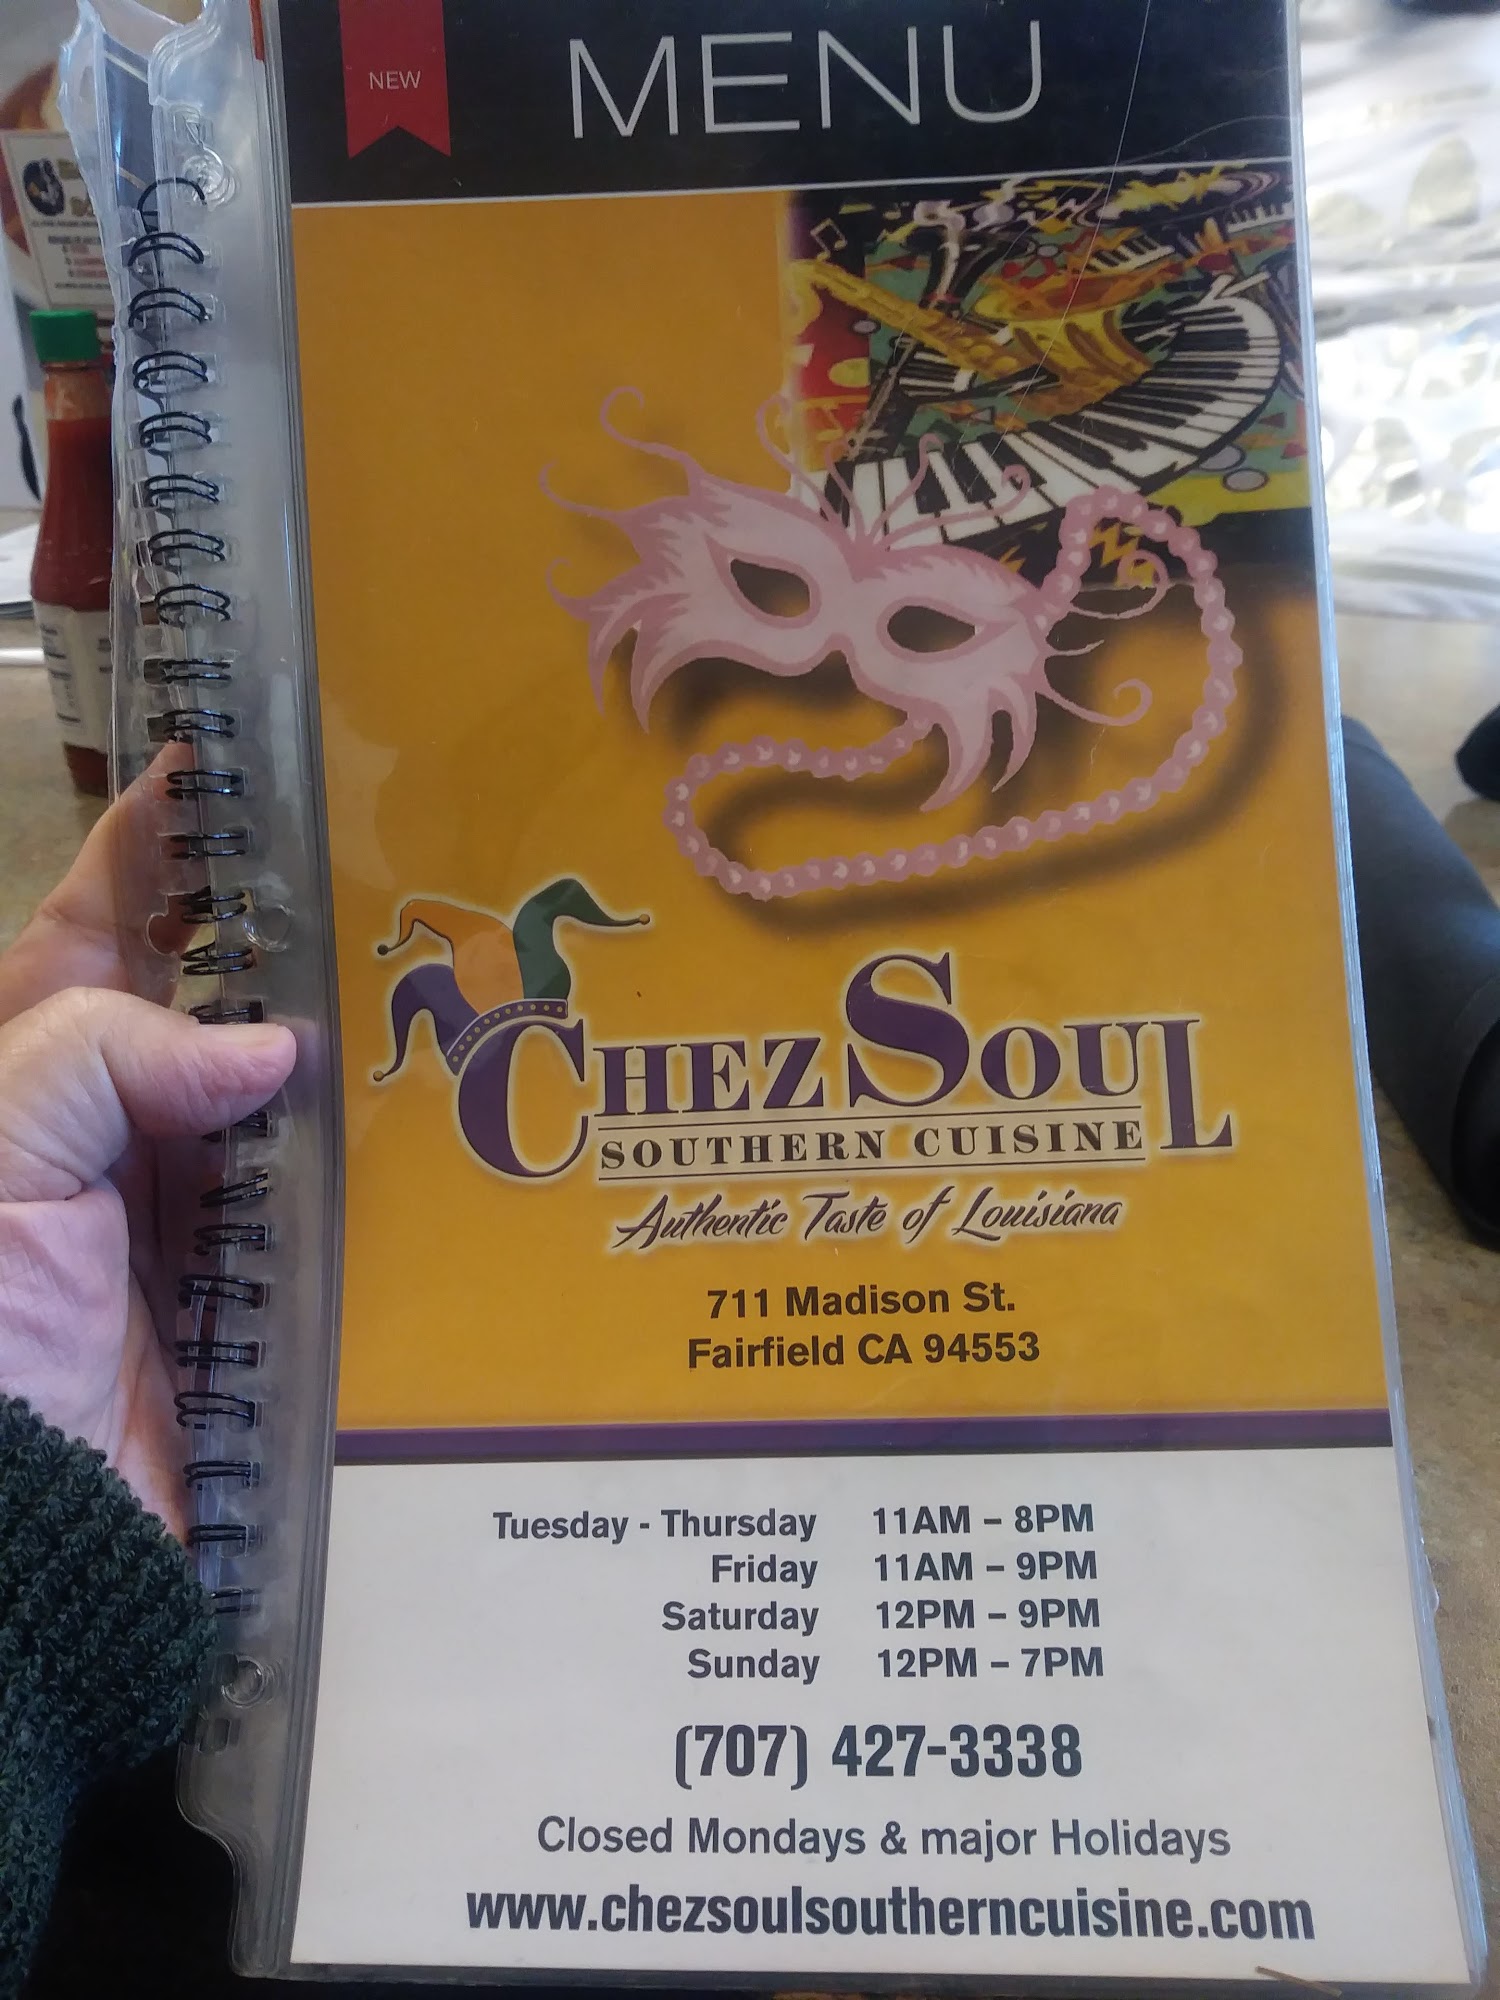 NEW
MENU
CHEZ SOUL
SOUTHERN CUISINE
Authentic Taste of Louisiana
711 Madison St.
Fairfield CA 94553
Tuesday - Thursday 11AM – 8PM
Friday 11AM – 9PM
Saturday 12PM – 9PM
Sunday 12PM – 7PM
(707) 427-3338
Closed Mondays & major Holidays
www.chezsoulsoutherncuisine.com